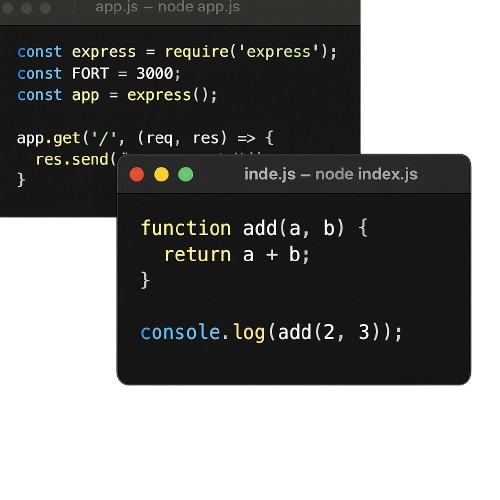 app.js – node app.js
const express = require('express');
const FORT = 3000;
const app = express();
app.get('/', (req, res) => {
res.send(
}
inde.js – node index.js
function add(a, b) {
return a + b;
}
console.log(add(2, 3));